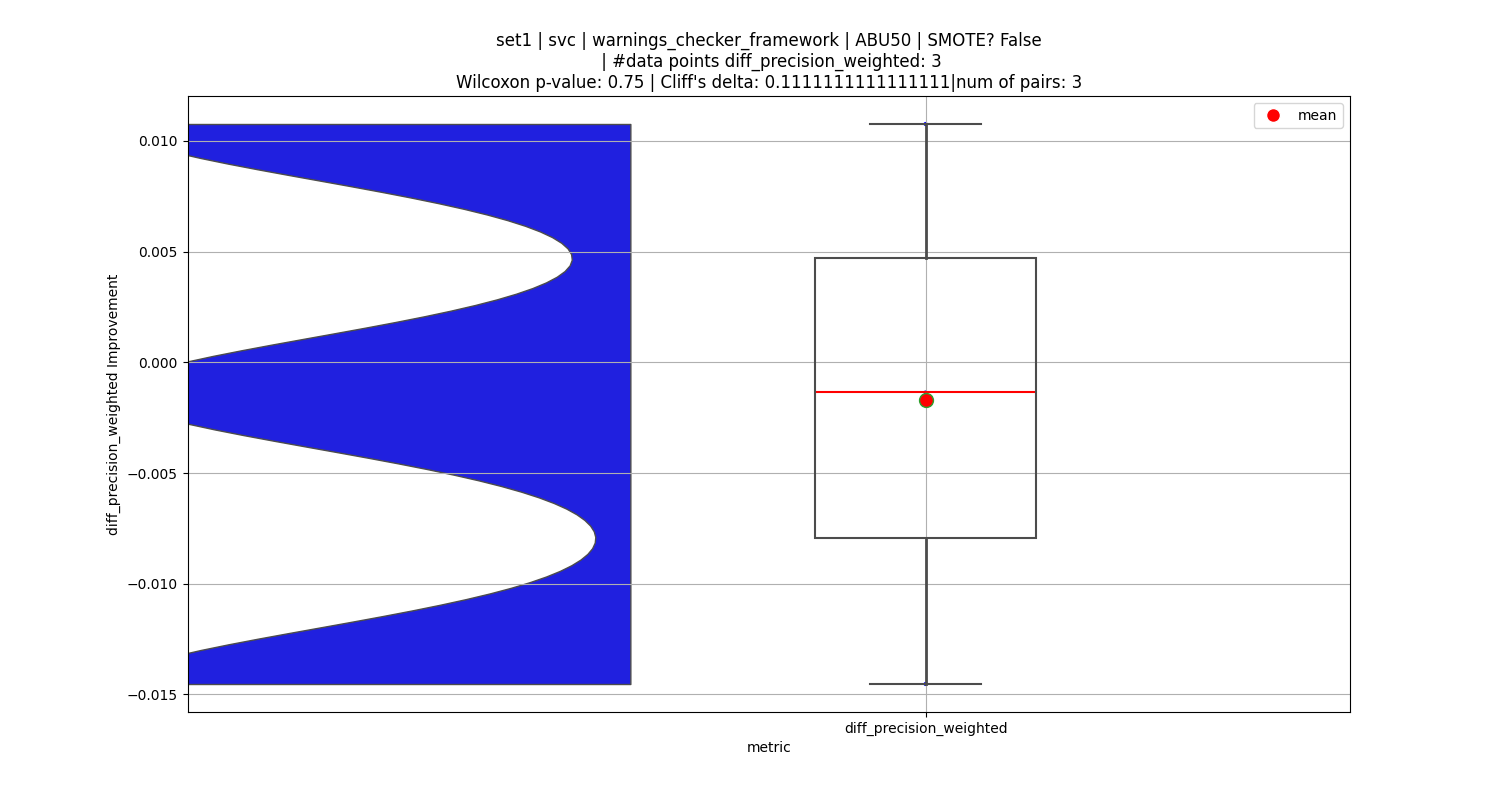 set1 | svc | warnings_checker_framework | ABU50 | SMOTE? False
| #data points diff_precision_weighted: 3
Wilcoxon p-value: 0.75 | Cliff's delta: 0.1111111111111111|num of pairs: 3
mean
0.010
0.005
0.000
−0.005
−0.010
−0.015
diff_precision_weighted Improvement
diff_precision_weighted
metric